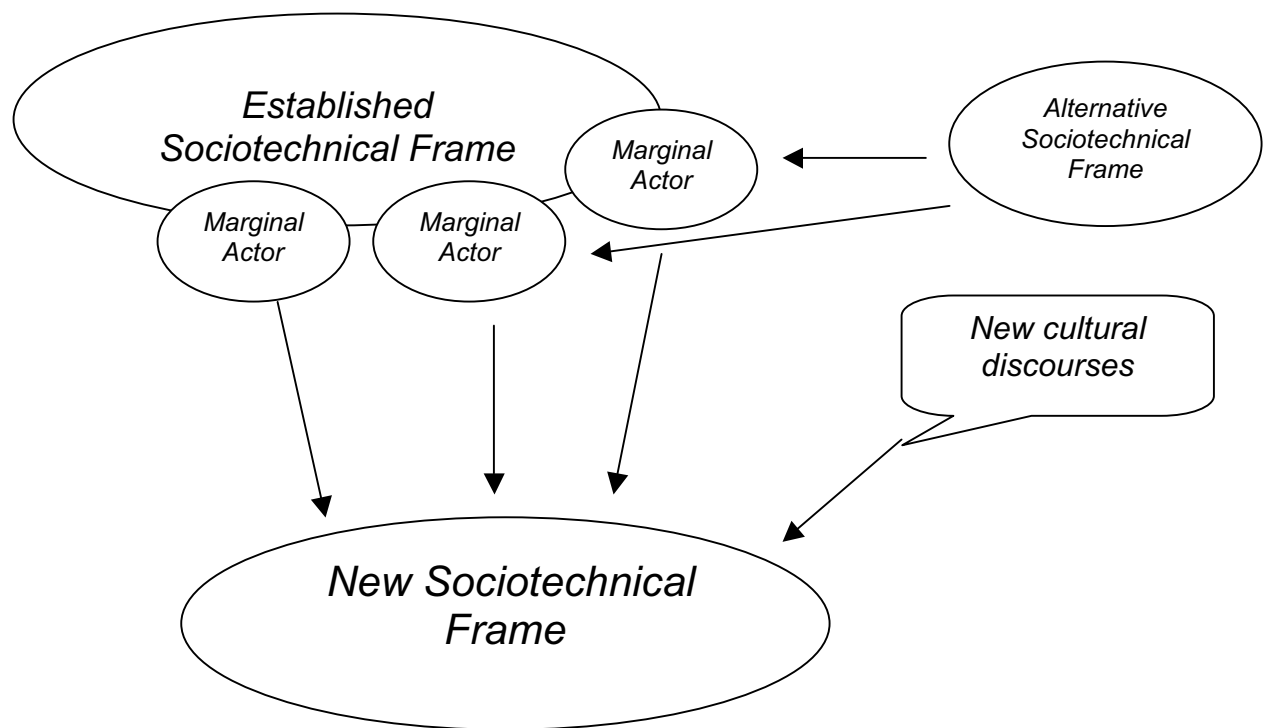 Established
Sociotechnical Frame
Marginal
Actor
Alternative
Sociotechnical
Frame
Marginal
Actor
Marginal
Actor
New cultural
discourses
New Sociotechnical
Frame